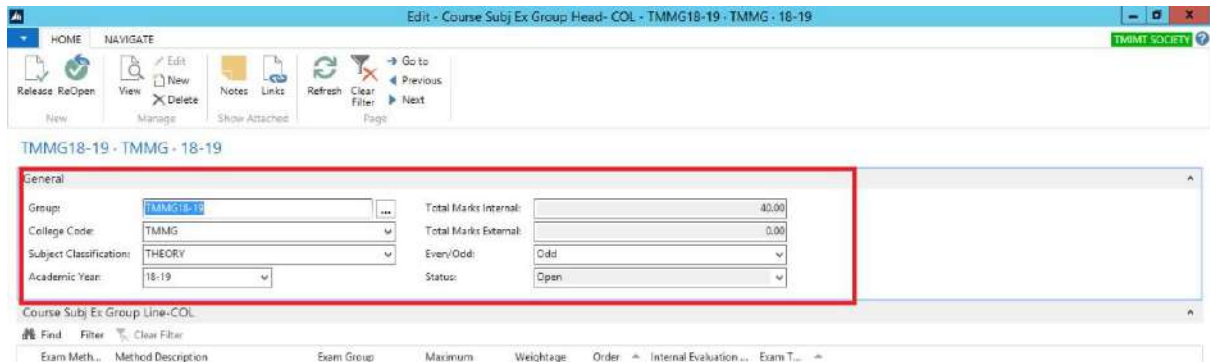 Edit - Course Subj Ex Group Head- COL - TMMG18-19 · TMMG · 18-19
HOME NAVIGATE
TMIMT SOCIETY
Release ReOpen View Edit New Delete Notes Links Refresh Clear Filter Go to Previous Next
New Manage Show Attached Page
TMMG18-19 · TMMG · 18-19
General
Group: TMMG18-19 ... Total Marks Internal: 40.00
College Code: TMMG Total Marks External: 0.00
Subject Classification: THEORY Even/Odd: Odd
Academic Year: 18-19 Status: Open
Course Subj Ex Group Line-COL
Find Filter Clear Filter
Exam Meth... Method Description Exam Group Maximum Weightage Order Internal Evaluation ... Exam T...